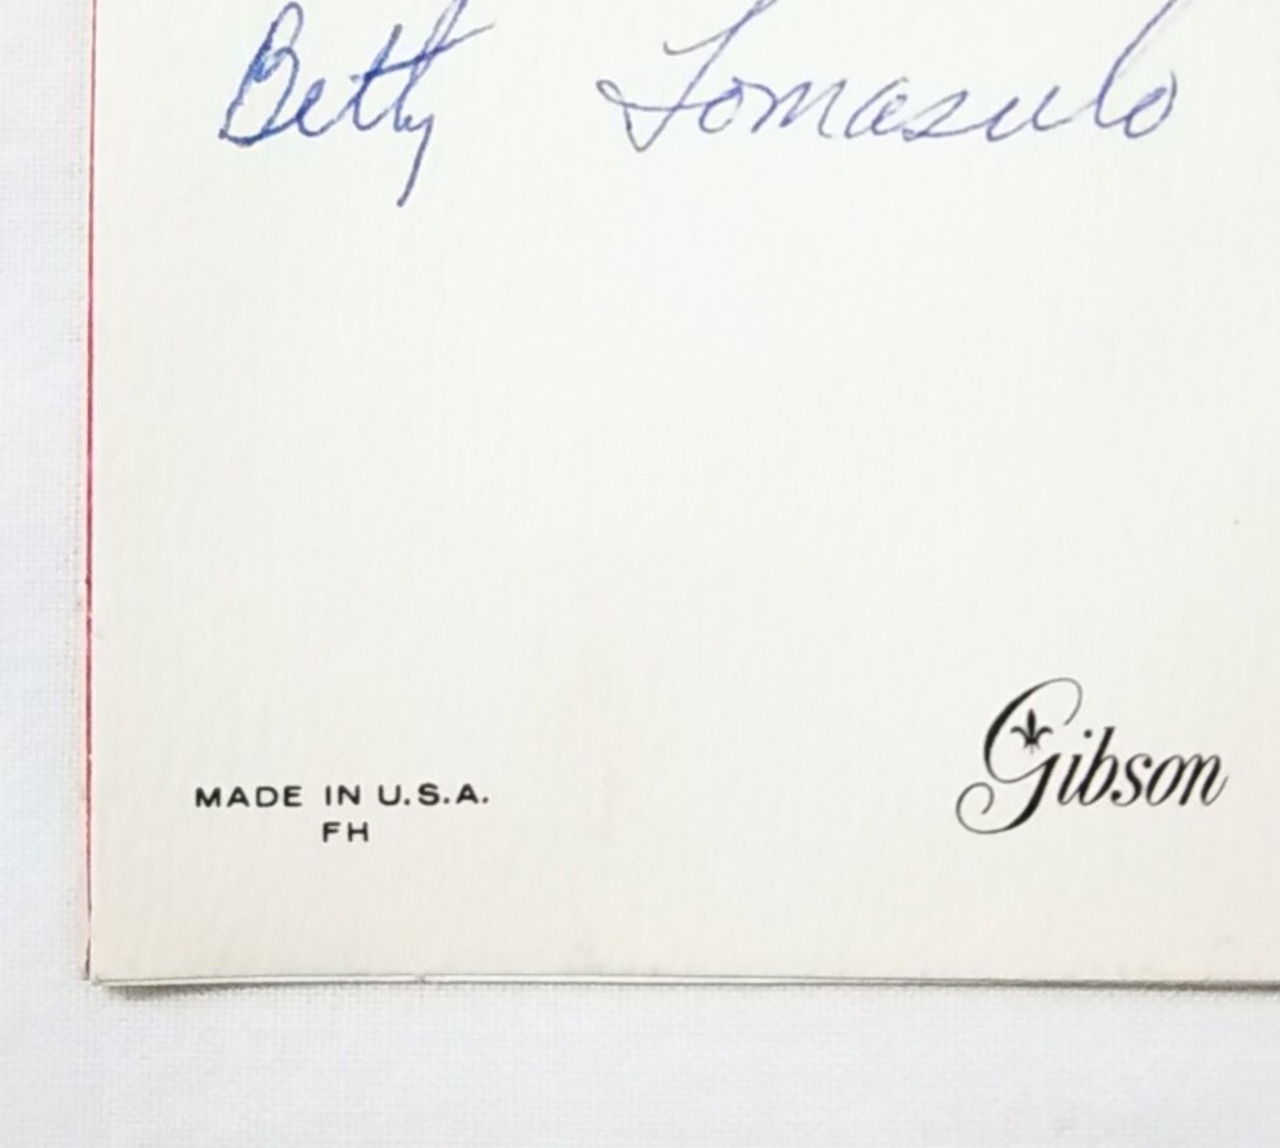 Betty Tomasulo
MADE IN U.S.A.
FH
Gibson